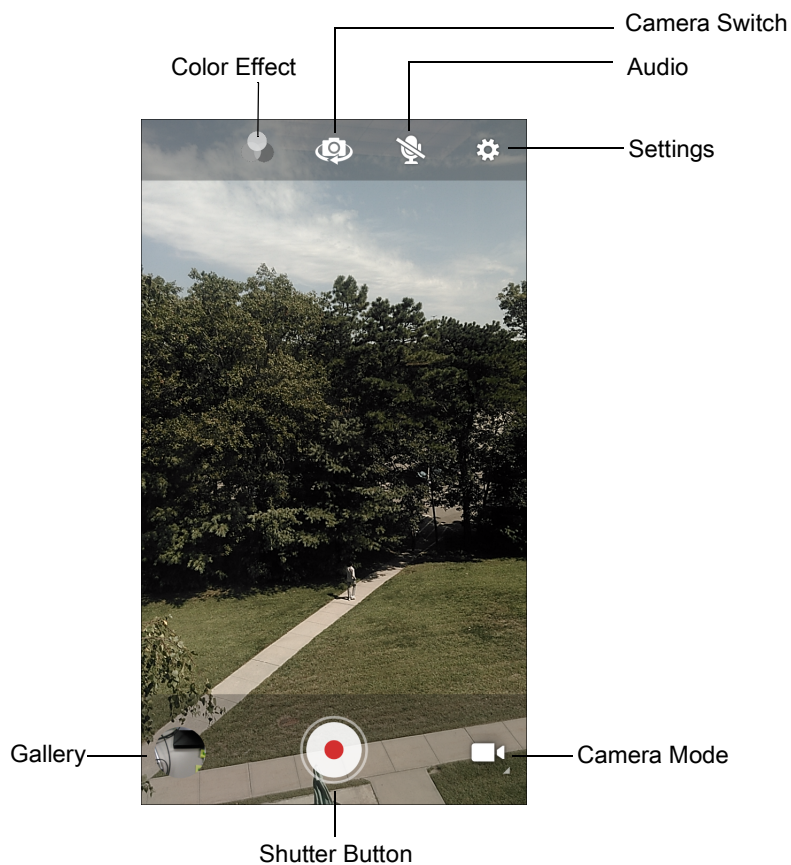 Camera Switch
Color Effect
Audio
Settings
Gallery
Camera Mode
Shutter Button